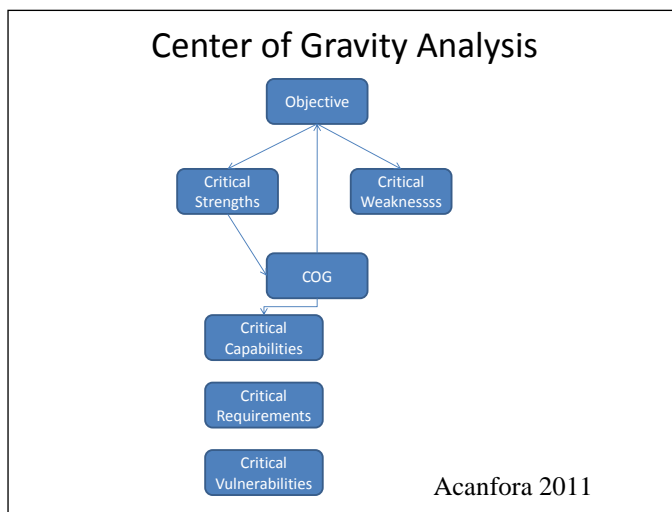 Center of Gravity Analysis
Objective
Critical
Strengths
Critical
Weaknessss
COG
Critical
Capabilities
Critical
Requirements
Critical
Vulnerabilities
Acanfora 2011